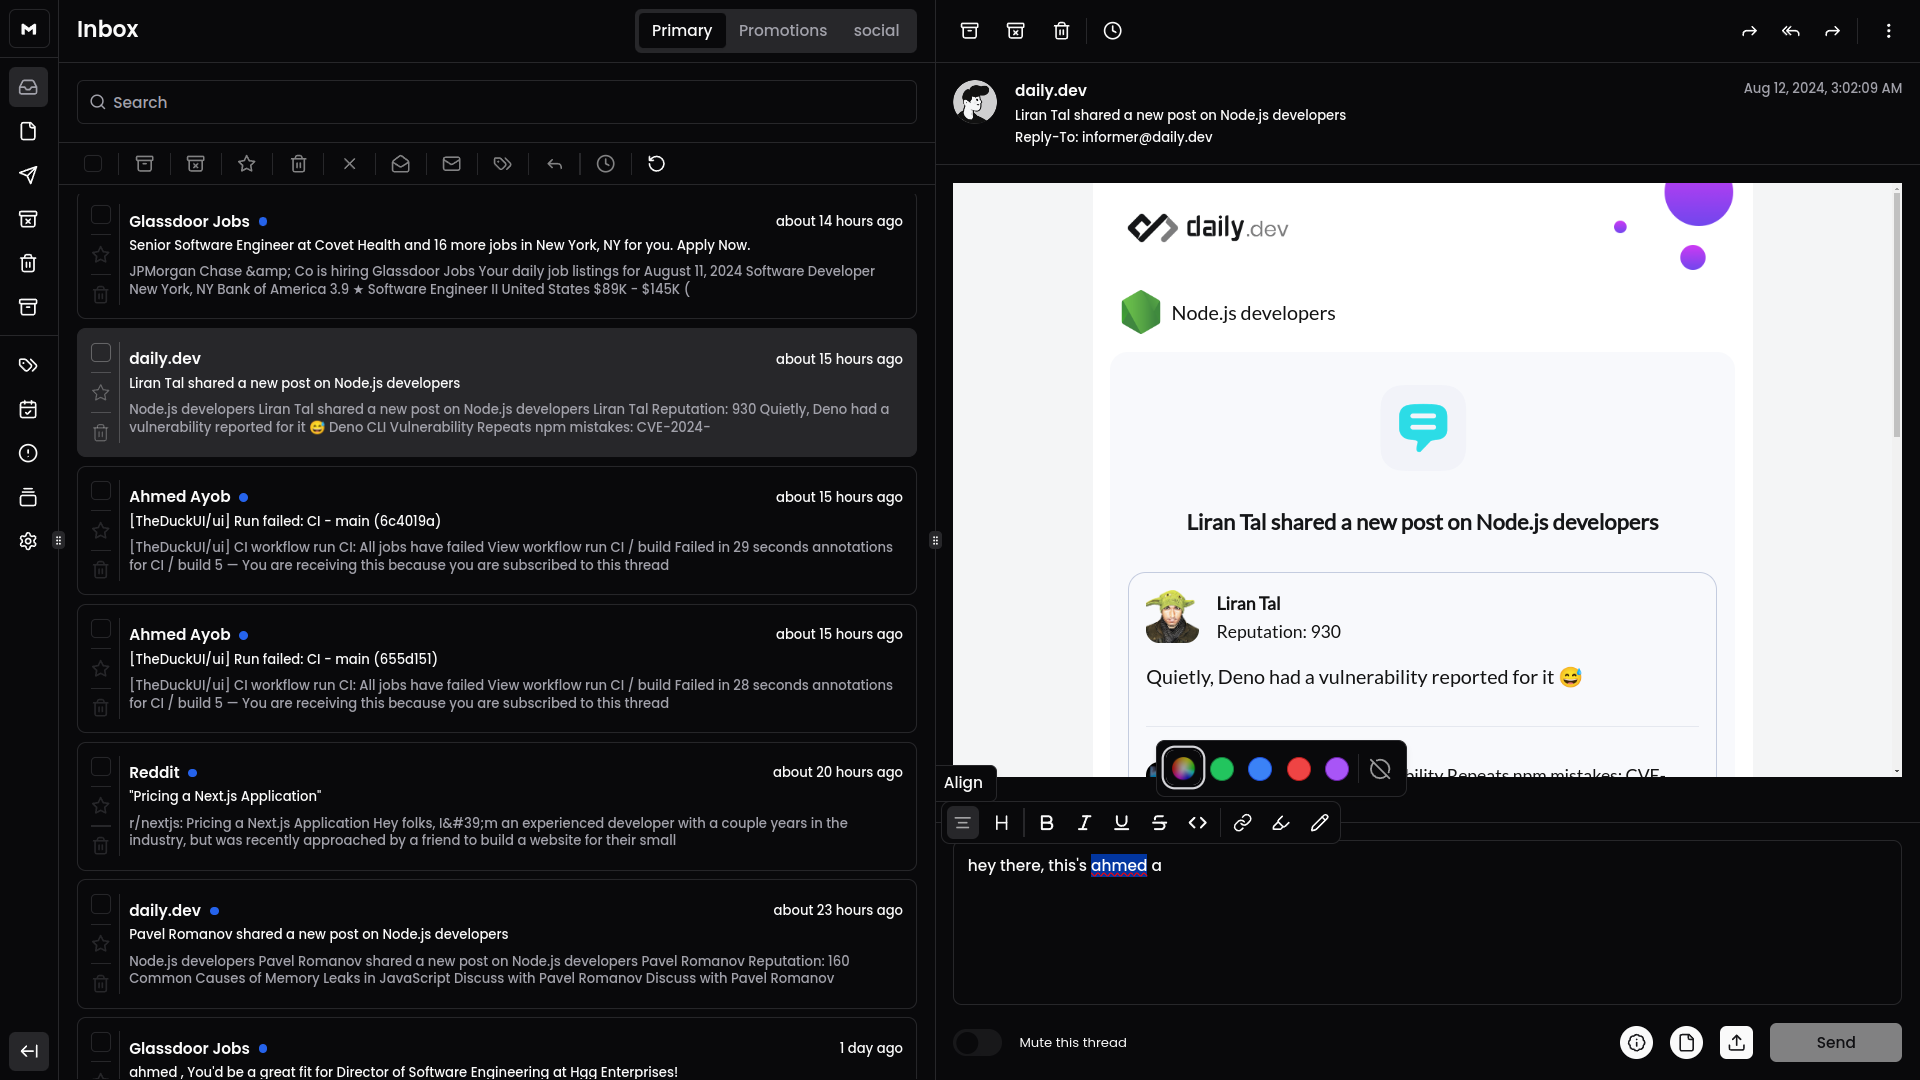 Inbox
Primary
Promotions
social
Search
Glassdoor Jobs
about 14 hours ago
Senior Software Engineer at Covet Health and 16 more jobs in New York, NY for you. Apply Now.
JPMorgan Chase &amp; Co is hiring Glassdoor Jobs Your daily job listings for August 11, 2024 Software Developer
New York, NY Bank of America 3.9 ★ Software Engineer II United States $89K - $145K (
daily.dev
about 15 hours ago
Liran Tal shared a new post on Node.js developers
Node.js developers Liran Tal shared a new post on Node.js developers Liran Tal Reputation: 930 Quietly, Deno had a
vulnerability reported for it 😅 Deno CLI Vulnerability Repeats npm mistakes: CVE-2024-
Ahmed Ayob
about 15 hours ago
[TheDuckUI/ui] Run failed: CI - main (6c4019a)
[TheDuckUI/ui] CI workflow run CI: All jobs have failed View workflow run CI / build Failed in 29 seconds annotations
for CI / build 5 — You are receiving this because you are subscribed to this thread
Ahmed Ayob
about 15 hours ago
[TheDuckUI/ui] Run failed: CI - main (655d151)
[TheDuckUI/ui] CI workflow run CI: All jobs have failed View workflow run CI / build Failed in 28 seconds annotations
for CI / build 5 — You are receiving this because you are subscribed to this thread
Reddit
about 20 hours ago
"Pricing a Next.js Application"
r/nextjs: Pricing a Next.js Application Hey folks, I&#39;m an experienced developer with a couple years in the
industry, but was recently approached by a friend to build a website for their small
daily.dev
about 23 hours ago
Pavel Romanov shared a new post on Node.js developers
Node.js developers Pavel Romanov shared a new post on Node.js developers Pavel Romanov Reputation: 160
Common Causes of Memory Leaks in JavaScript Discuss with Pavel Romanov Discuss with Pavel Romanov
Glassdoor Jobs
1 day ago
ahmed , You'd be a great fit for Director of Software Engineering at Hgg Enterprises!
daily.dev
Aug 12, 2024, 3:02:09 AM
Liran Tal shared a new post on Node.js developers
Reply-To: informer@daily.dev
daily.dev
Node.js developers
Liran Tal shared a new post on Node.js developers
Liran Tal
Reputation: 930
Quietly, Deno had a vulnerability reported for it 😅
bility Repeats npm mistakes: CVE-
Align
H
B
I
U
S
hey there, this's ahmed a
Mute this thread
Send